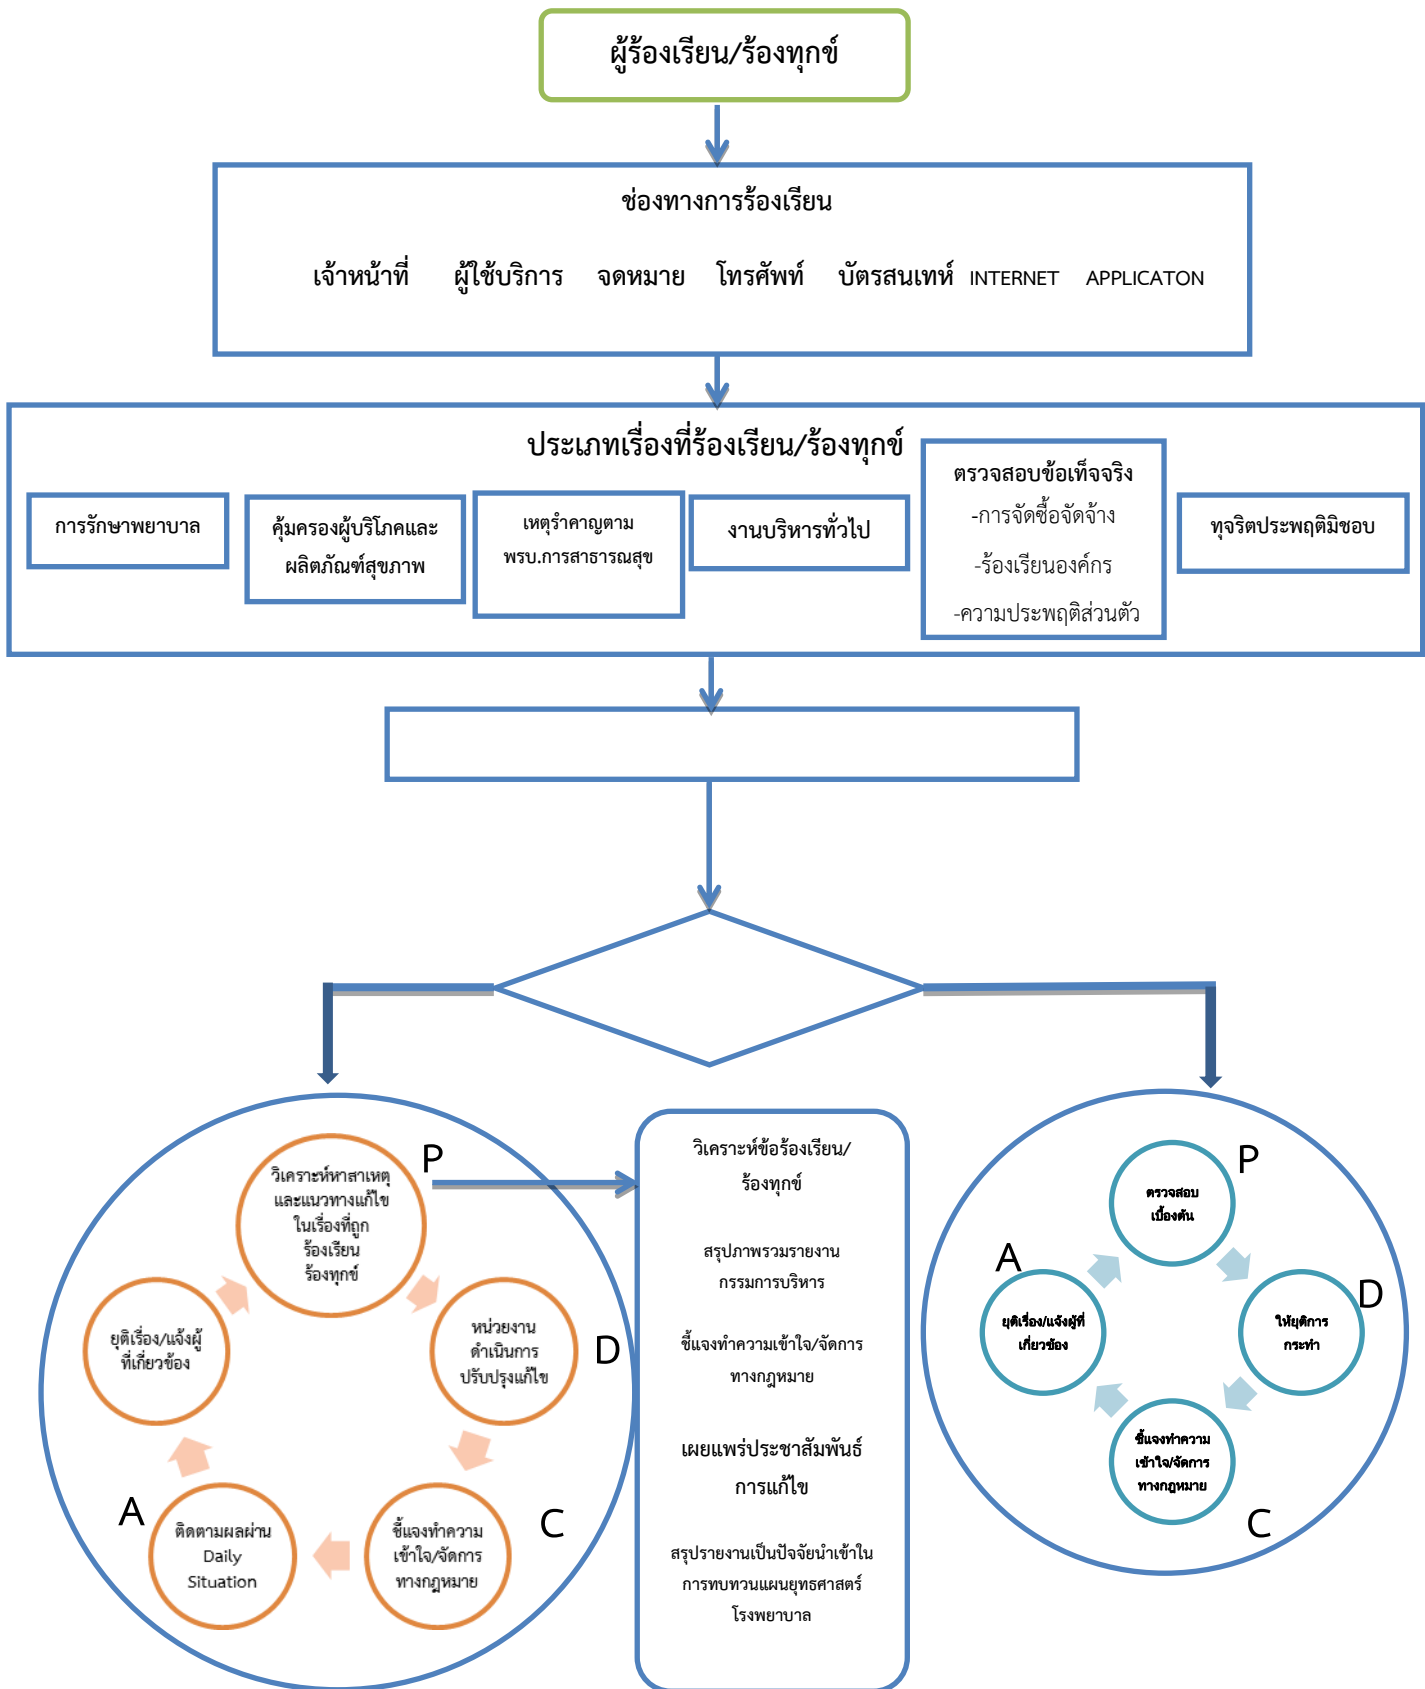 ผู้ร้องเรียน/ร้องทุกข์
ช่องทางการร้องเรียน
เจ้าหน้าที่ ผู้ใช้บริการ จดหมาย โทรศัพท์ บัตรสนเทห์ INTERNET APPLICATON
ประเภทเรื่องที่ร้องเรียน/ร้องทุกข์
การรักษาพยาบาล
คุ้มครองผู้บริโภคและ
ผลิตภัณฑ์สุขภาพ
เหตุรำคาญตาม
พรบ.การสาธารณสุข
งานบริหารทั่วไป
ตรวจสอบข้อเท็จจริง
-การจัดซื้อจัดจ้าง
-ร้องเรียนองค์กร
-ความประพฤติส่วนตัว
ทุจริตประพฤติมิชอบ
P
วิเคราะห์หาสาเหตุ
และแนวทางแก้ไข
ในเรื่องที่ถูก
ร้องเรียน
ร้องทุกข์
D
หน่วยงาน
ดำเนินการ
ปรับปรุงแก้ไข
C
ชี้แจงทำความ
เข้าใจ/จัดการ
ทางกฎหมาย
A
ติดตามผลผ่าน
Daily
Situation
ยุติเรื่อง/แจ้งผู้
ที่เกี่ยวข้อง
วิเคราะห์ข้อร้องเรียน/
ร้องทุกข์
สรุปภาพรวมรายงาน
กรรมการบริหาร
ชี้แจงทำความเข้าใจ/จัดการ
ทางกฎหมาย
เผยแพร่ประชาสัมพันธ์
การแก้ไข
สรุปรายงานเป็นปัจจัยนำเข้าใน
การทบทวนแผนยุทธศาสตร์
โรงพยาบาล
P
ตรวจสอบ
เบื้องต้น
D
ให้ยุติการ
กระทำ
C
ชี้แจงทำความ
เข้าใจ/จัดการ
ทางกฎหมาย
A
ยุติเรื่อง/แจ้งผู้ที่
เกี่ยวข้อง